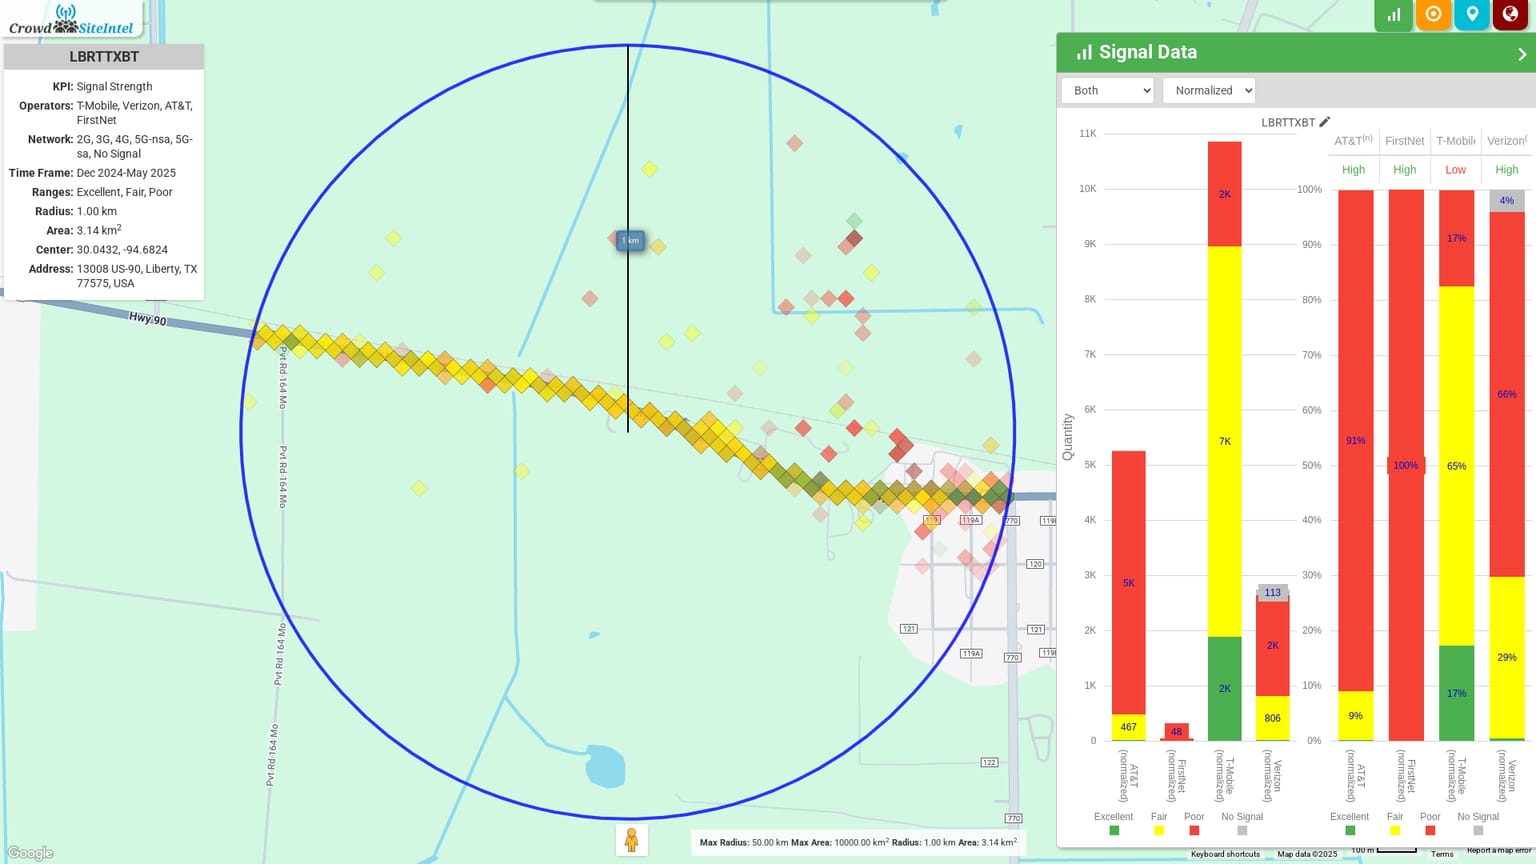 Crowd SiteIntel
LBRTTXBT
KPI: Signal Strength
Operators: T-Mobile, Verizon, AT&T,
FirstNet
Network: 2G, 3G, 4G, 5G-nsa, 5G-
sa, No Signal
Time Frame: Dec 2024-May 2025
Ranges: Excellent, Fair, Poor
Radius: 1.00 km
Area: 3.14 km²
Center: 30.0432, -94.6824
Address: 13008 US-90, Liberty, TX
77575, USA
Hwy 90
1 km
Pvt Rd 164 Mo
Pvt Rd 164 Mo
Pvt Rd 164 Mo
Pvt Rd 164 Mo
119
119A
770
120
121
121
119A
770
122
770
Google
Max Radius: 50.00 km Max Area: 10000.00 km² Radius: 1.00 km Area: 3.14 km²
Signal Data
Both
Normalized
LBRTTXBT
Quantity
11K
10K
9K
8K
7K
6K
5K
4K
3K
2K
1K
0
5K
467
48
2K
7K
2K
113
2K
806
AT&T (normalized)
FirstNet (normalized)
T-Mobile (normalized)
Verizon (normalized)
Excellent Fair Poor No Signal
AT&T(n) FirstNet T-Mobile Verizon(
High High Low High
100%
90%
80%
70%
60%
50%
40%
30%
20%
10%
0%
91%
9%
100%
17%
65%
17%
4%
66%
29%
AT&T (normalized)
FirstNet (normalized)
T-Mobile (normalized)
Verizon (normalized)
Excellent Fair Poor No Signal
Keyboard shortcuts Map data ©2025 100 m Terms Report a map error